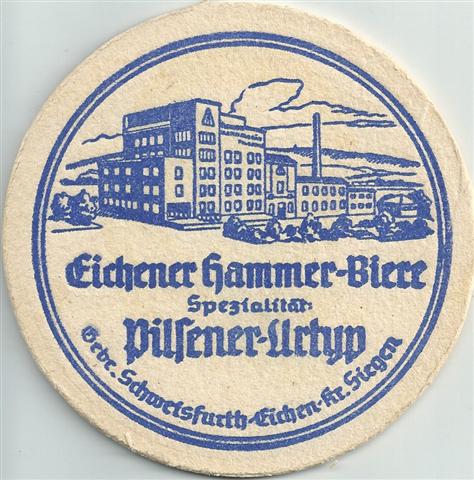 Eichener Hammer-Biere
Spezialität:
Pilsener-Urtyp
Gebr. Schweisfurth-Eichen-Kr. Siegen